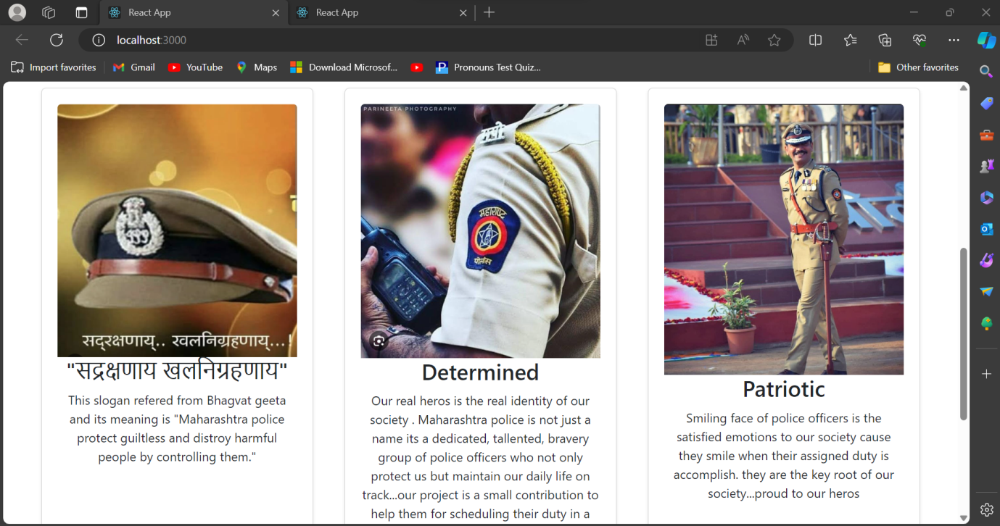 React App
React App
localhost:3000
Import favorites
Gmail
YouTube
Maps
Download Microsof...
Pronouns Test Quiz...
Other favorites
सद्‌रक्षणाय्.. खलनिग्रहणाय्...!
"सद्रक्षणाय खलनिग्रहणाय"
This slogan refered from Bhagvat geeta
and its meaning is "Maharashtra police
protect guiltless and distroy harmful
people by controlling them."
PARINEETA PHOTOGRAPHY
मपो
महाराष्ट्र
पोलीस
Determined
Our real heros is the real identity of our
society . Maharashtra police is not just a
name its a dedicated, tallented, bravery
group of police officers who not only
protect us but maintain our daily life on
track...our project is a small contribution to
help them for scheduling their duty in a
Patriotic
Smiling face of police officers is the
satisfied emotions to our society cause
they smile when their assigned duty is
accomplish. they are the key root of our
society...proud to our heros